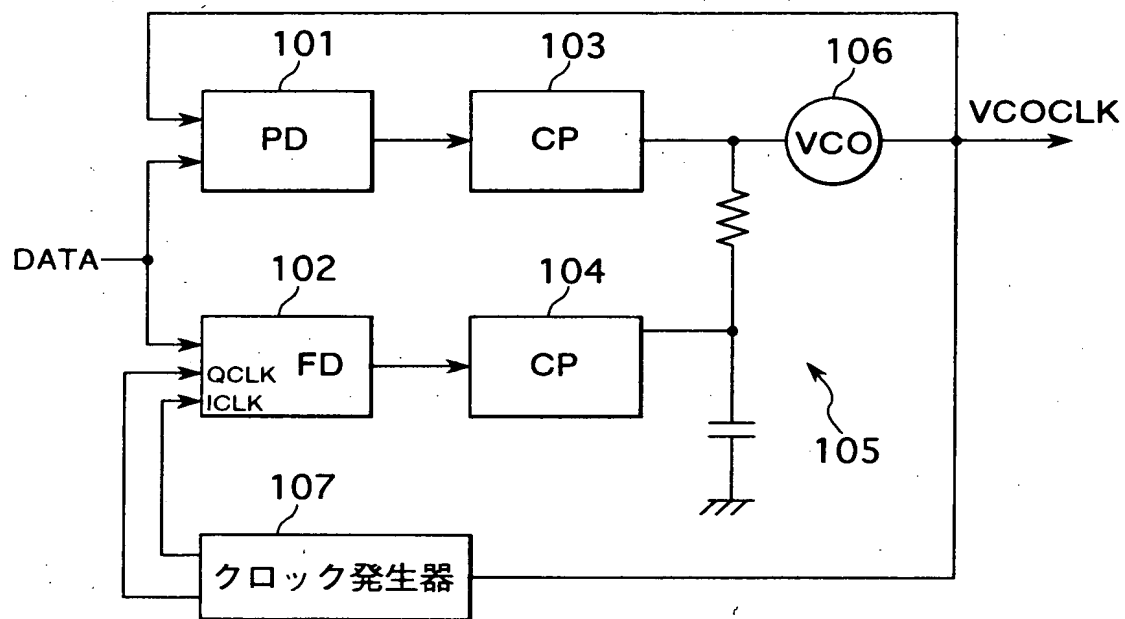 101
103
106
PD
CP
VCO
VCOCLK
DATA
102
104
QCLK
FD
ICLK
CP
105
107
クロック発生器